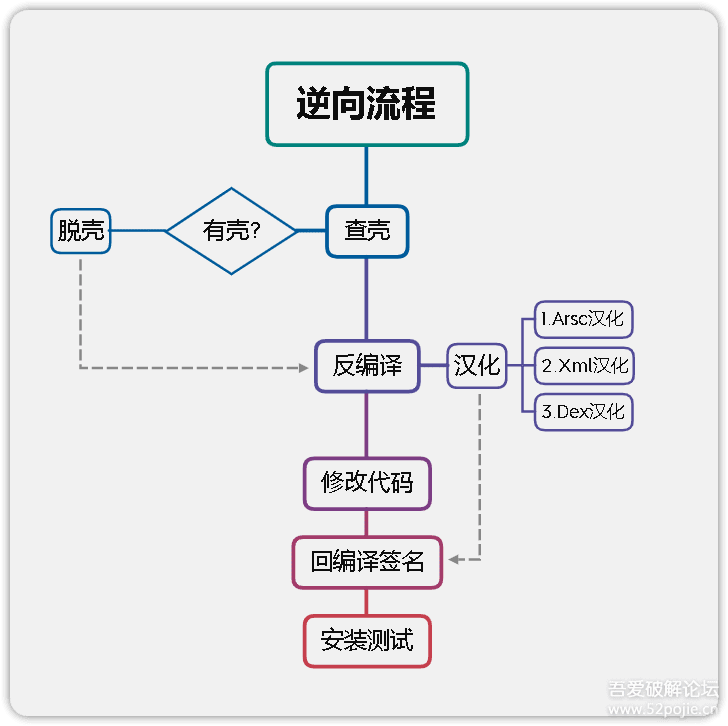 逆向流程
脱壳
有壳?
查壳
反编译
汉化
1.Arsc汉化
2.Xml汉化
3.Dex汉化
修改代码
回编译签名
安装测试
吾爱破解论坛
www.52pojie.cn